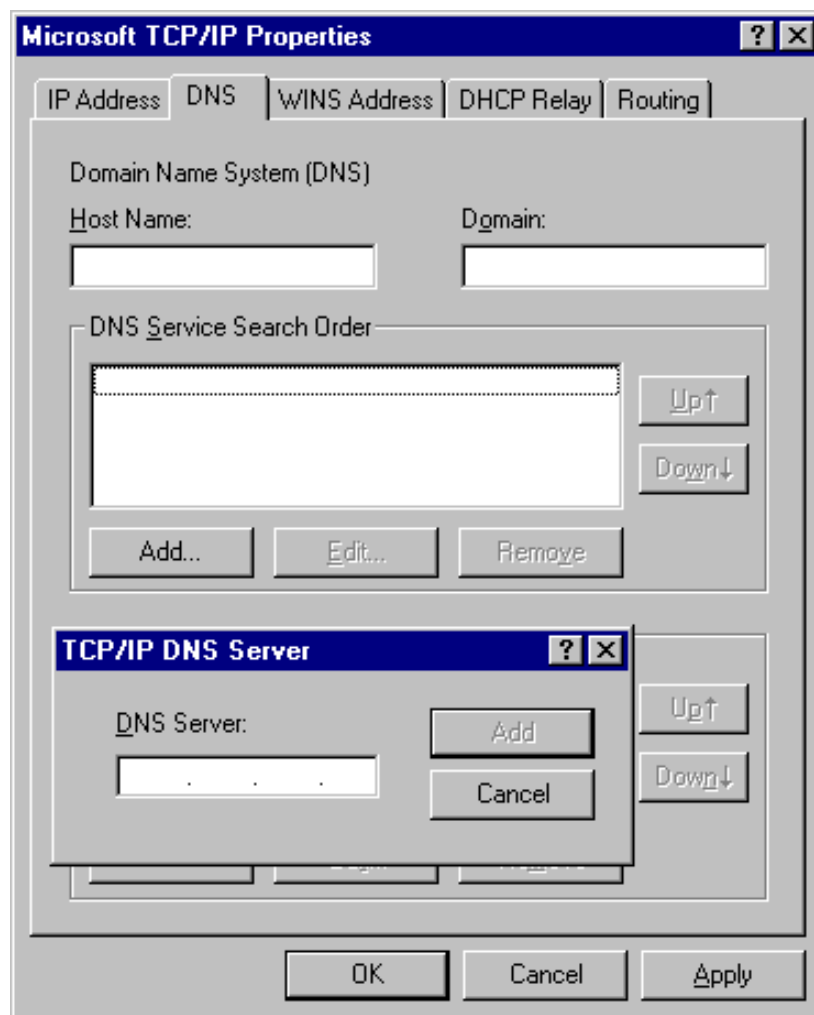 Microsoft TCP/IP Properties
IP Address DNS WINS Address DHCP Relay Routing
Domain Name System (DNS)
Host Name: Domain:
DNS Service Search Order
Up↑
Down↓
Add... Edit... Remove
TCP/IP DNS Server
DNS Server:
. . .
Add
Cancel
Up↑
Down↓
OK Cancel Apply